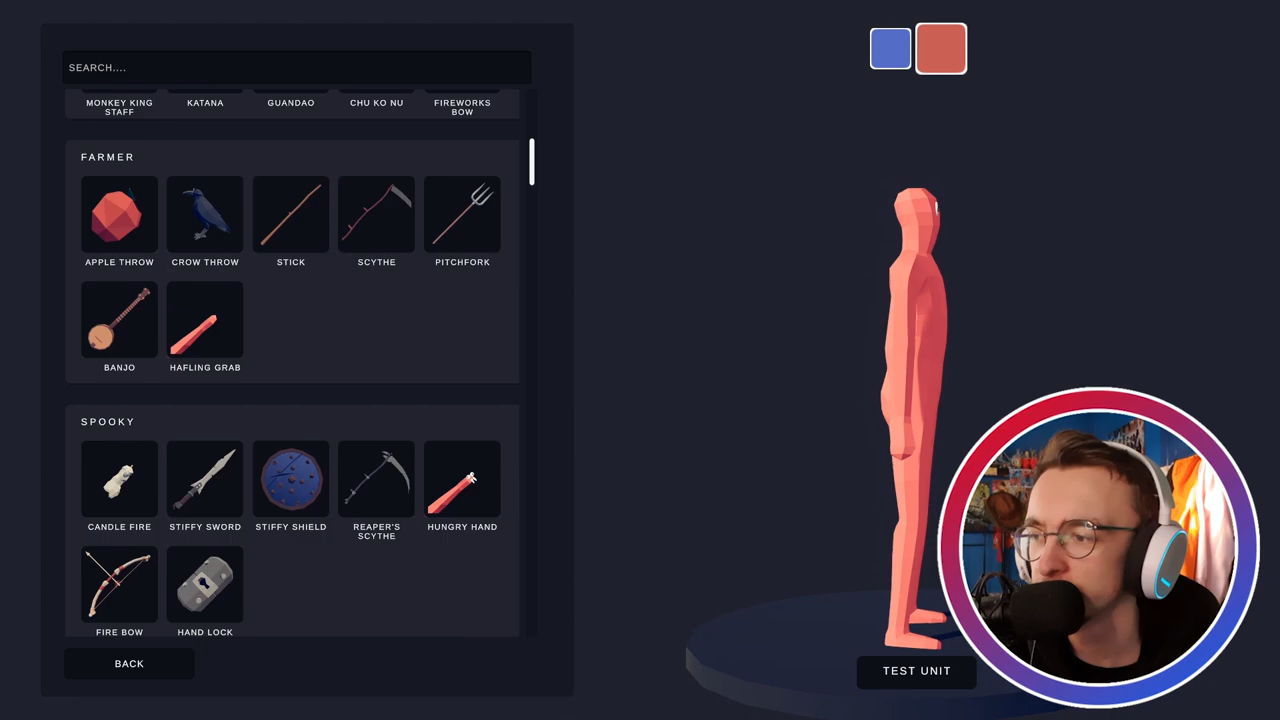 SEARCH....
MONKEY KING
STAFF
KATANA
GUANDAO
CHU KO NU
FIREWORKS
BOW
FARMER
APPLE THROW
CROW THROW
STICK
SCYTHE
PITCHFORK
BANJO
HAFLING GRAB
SPOOKY
CANDLE FIRE
STIFFY SWORD
STIFFY SHIELD
REAPER'S
SCYTHE
HUNGRY HAND
FIRE BOW
HAND LOCK
BACK
TEST UNIT